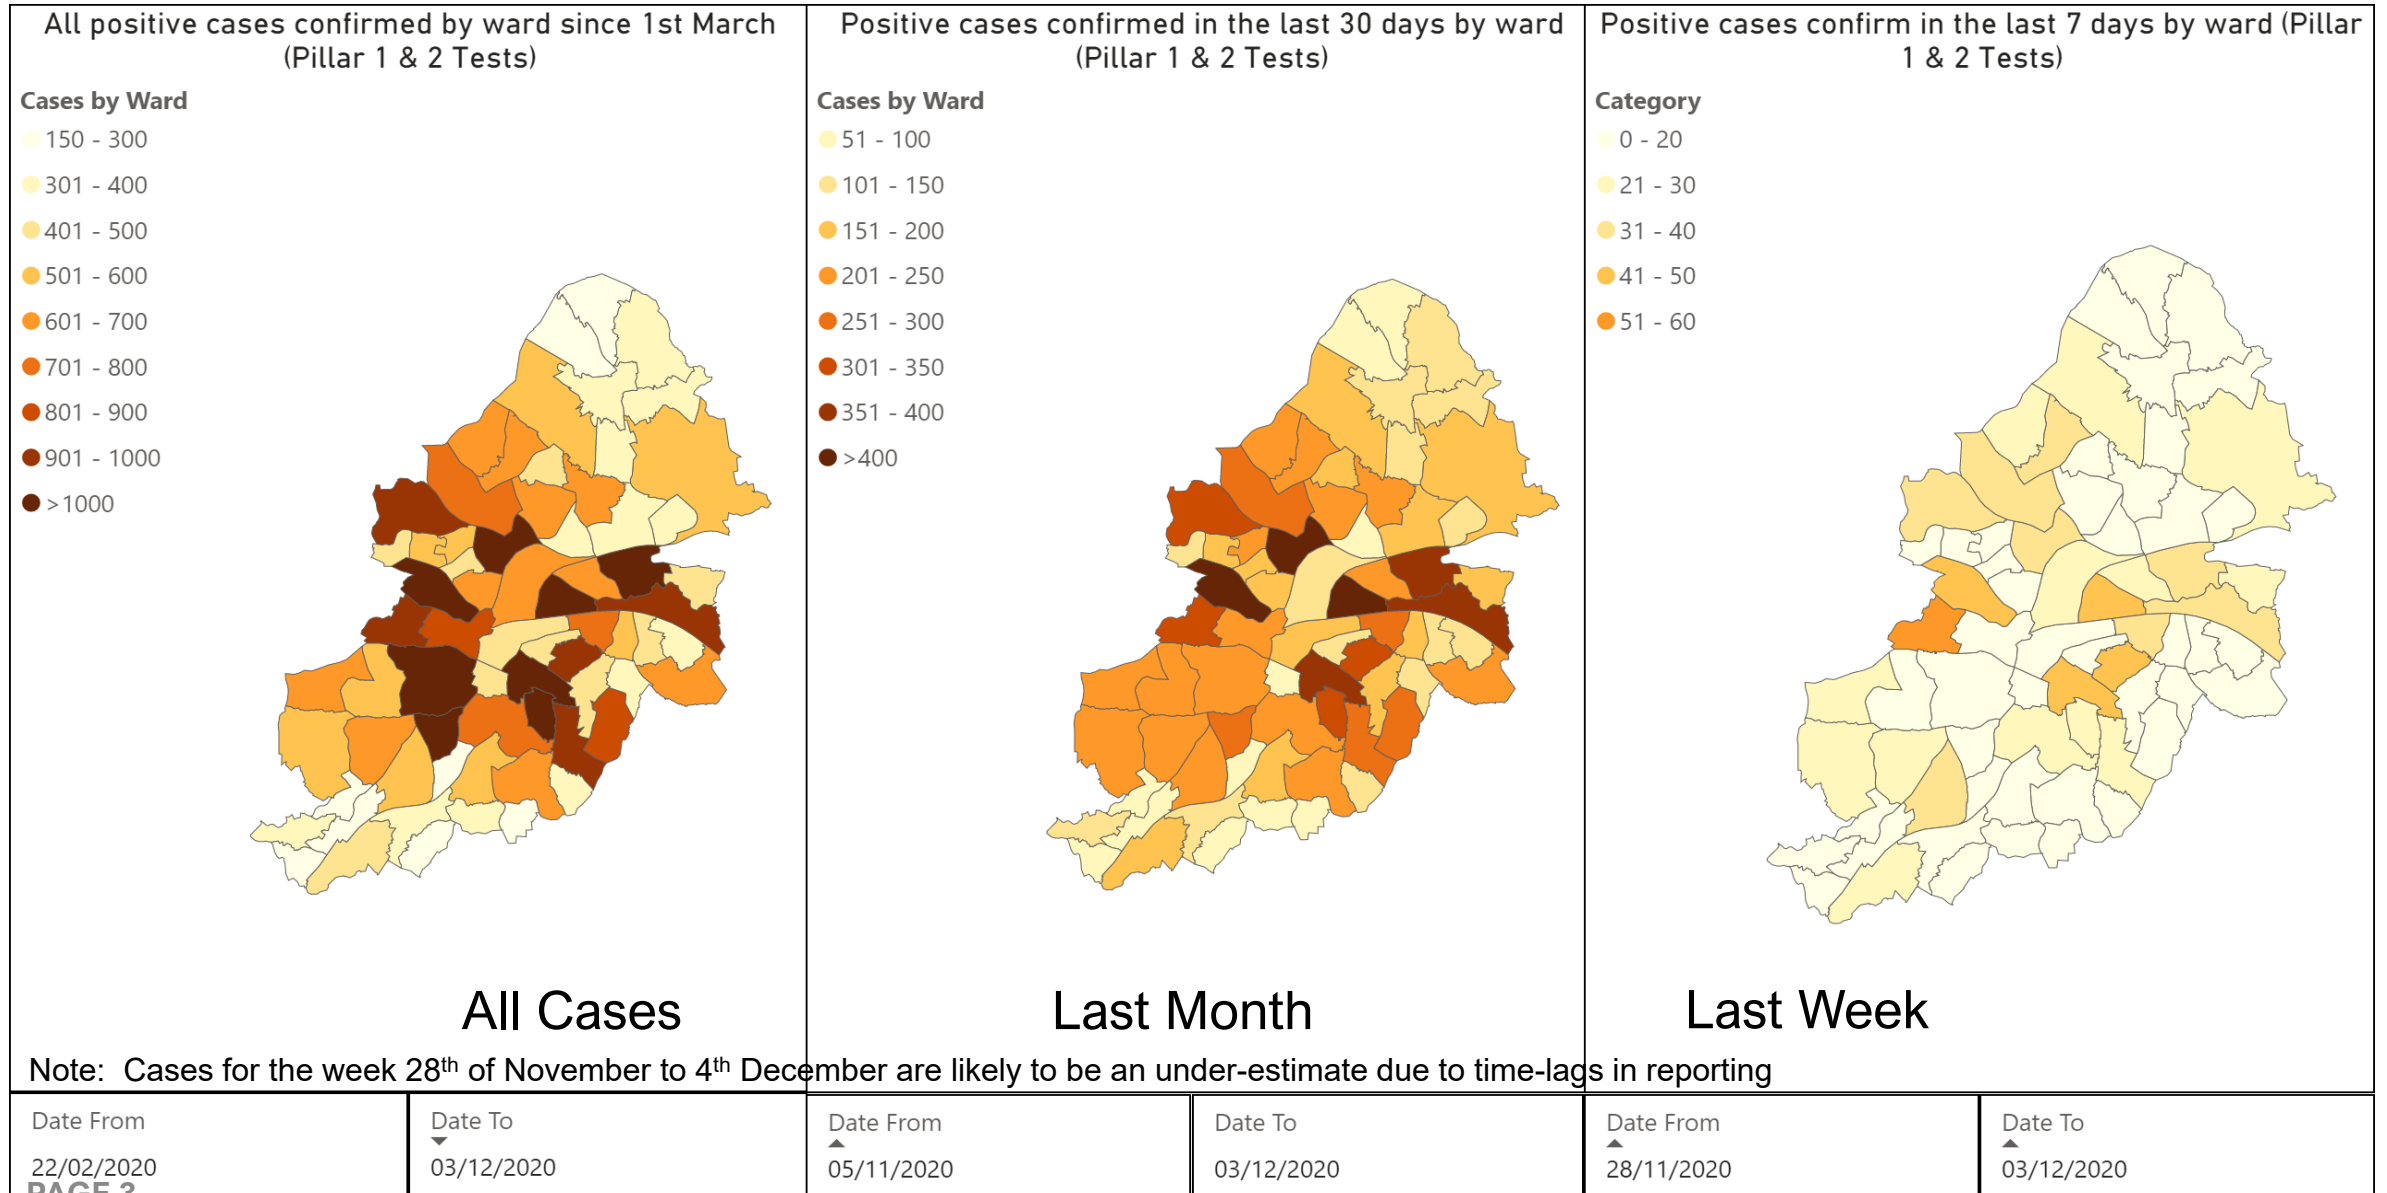 All positive cases confirmed by ward since 1st March
(Pillar 1 & 2 Tests)
Cases by Ward
150 - 300
301 - 400
401 - 500
501 - 600
601 - 700
701 - 800
801 - 900
901 - 1000
>1000
All Cases
Positive cases confirmed in the last 30 days by ward
(Pillar 1 & 2 Tests)
Cases by Ward
51 - 100
101 - 150
151 - 200
201 - 250
251 - 300
301 - 350
351 - 400
>400
Last Month
Positive cases confirm in the last 7 days by ward (Pillar
1 & 2 Tests)
Category
0 - 20
21 - 30
31 - 40
41 - 50
51 - 60
Last Week
Note: Cases for the week 28th of November to 4th December are likely to be an under-estimate due to time-lags in reporting
Date From
22/02/2020
Date To
03/12/2020
Date From
05/11/2020
Date To
03/12/2020
Date From
28/11/2020
Date To
03/12/2020
PAGE 3